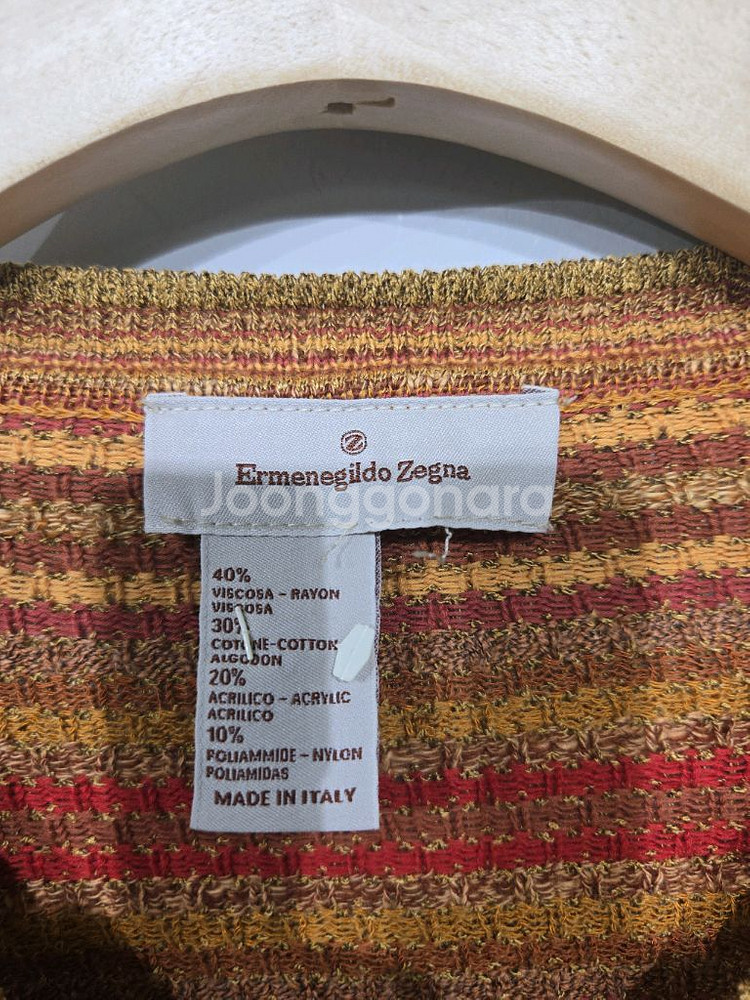 Z
Ermenegildo Zegna
Joonggonara
40%
VISCOSA - RAYON
VISCOSA
30%
COTONE-COTTON
ALGODON
20%
ACRILICO - ACRYLIC
ACRILICO
10%
POLIAMMIDE - NYLON
POLIAMIDAS
MADE IN ITALY